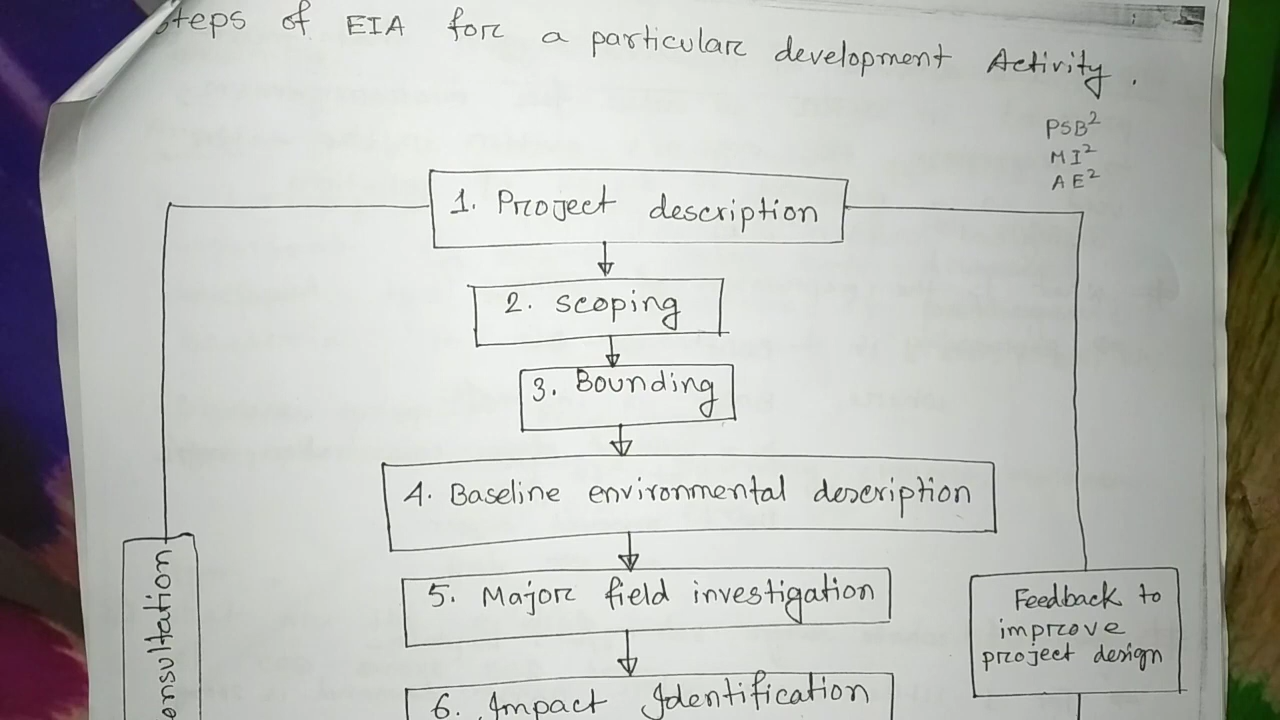 Steps of EIA for a particular development Activity.
PSB²
MI²
AE²
1. Project description
2. Scoping
3. Bounding
4. Baseline environmental description
5. Major field investigation
Feedback to
improve
project design
6. Impact Identification
onsultation